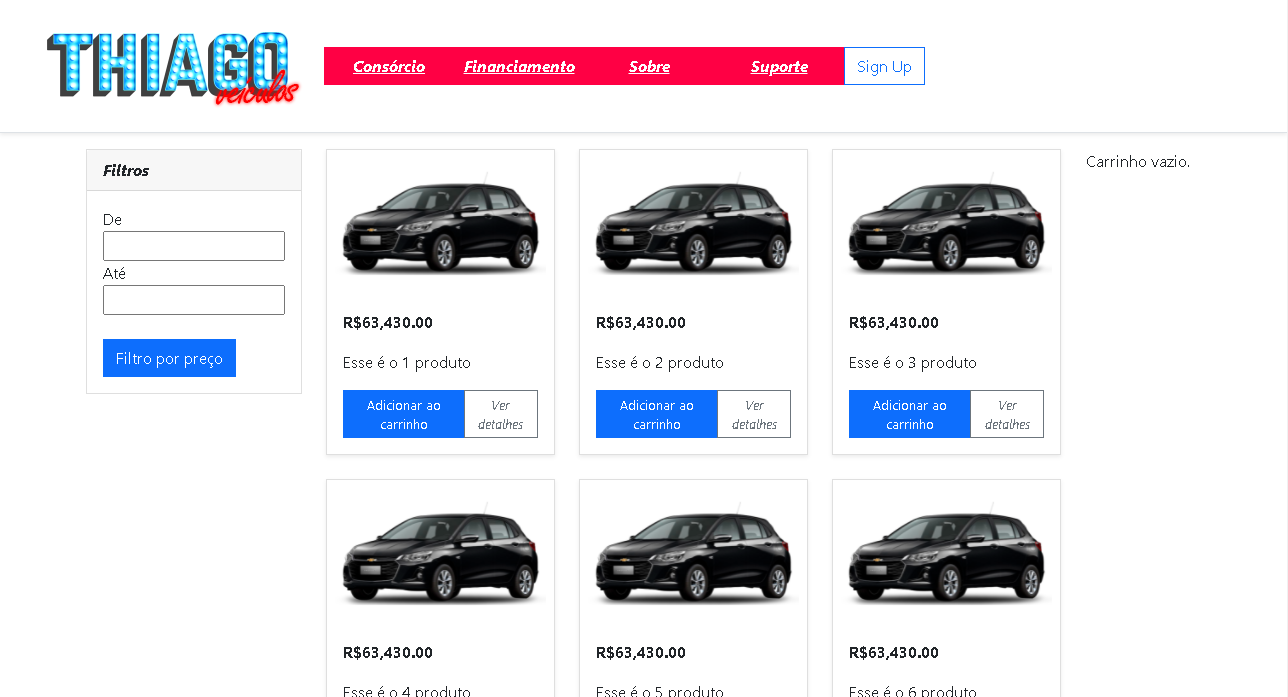 THIAGO
veículos
Consórcio Financiamento Sobre Suporte Sign Up
Filtros
De
Até
Filtro por preço
R$63,430.00
Esse é o 1 produto
Adicionar ao
carrinho
Ver
detalhes
R$63,430.00
Esse é o 2 produto
Adicionar ao
carrinho
Ver
detalhes
R$63,430.00
Esse é o 3 produto
Adicionar ao
carrinho
Ver
detalhes
Carrinho vazio.
R$63,430.00
Esse é o 4 produto
R$63,430.00
Esse é o 5 produto
R$63,430.00
Esse é o 6 produto